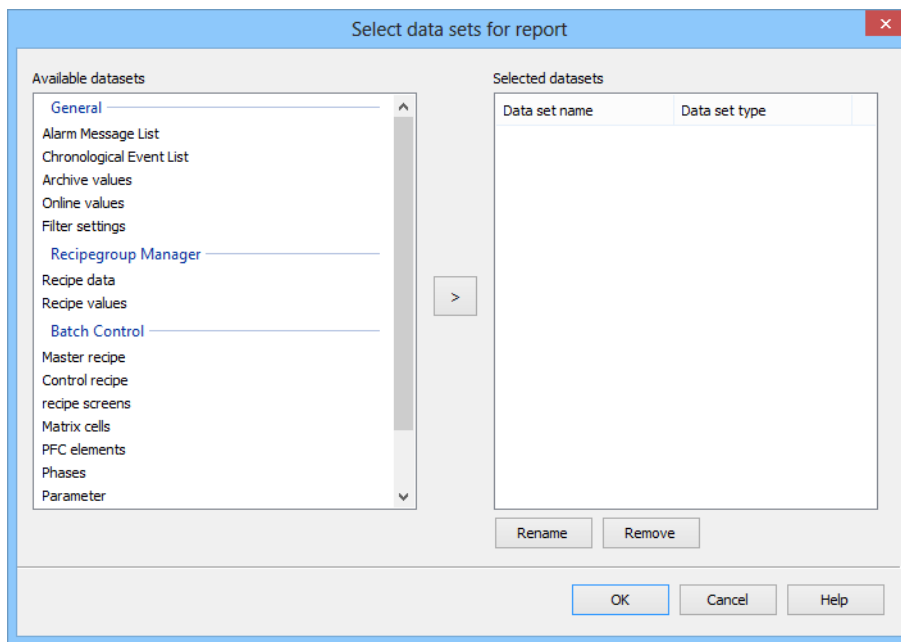 Select data sets for report
Available datasets
General
Alarm Message List
Chronological Event List
Archive values
Online values
Filter settings
Recipegroup Manager
Recipe data
Recipe values
Batch Control
Master recipe
Control recipe
recipe screens
Matrix cells
PFC elements
Phases
Parameter
>
Selected datasets
Data set name Data set type
Rename Remove
OK Cancel Help